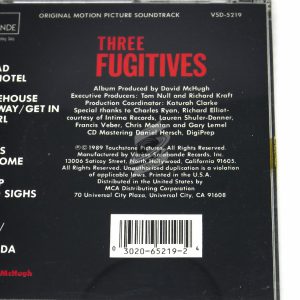 ORIGINAL MOTION PICTURE SOUNDTRACK
VSD-5219
THREE
FUGITIVES
Album Produced by David McHugh
Executive Producers: Tom Null and Richard Kraft
Production Coordinator: Katurah Clarke
Special thanks to Charles Ryan, Richard Elliot-
courtesy of Intima Records, Lauren Shuler-Donner,
Francis Veber, Chris Montan and Gary Lemel
CD Mastering Daniel Hersch, DigiPrep
©1989 Touchstone Pictures. All rights reserved.
Manufactured by Varese Sarabande Records, Inc.
13006 Saticoy Street, North Hollywood, California 91605.
All rights reserved. Unauthorized duplication is a violation
of applicable laws. Printed in the U.S.A.
Distributed in the United States by
MCA Distributing Corporation
70 Universal City Plaza, Universal City, CA 91608
0 3020-65219-2 4
NDE
AD
HOTEL
EHOUSE
WAY/GET IN
RL
S
OME
P
SIGHS
/
DA
McHugh